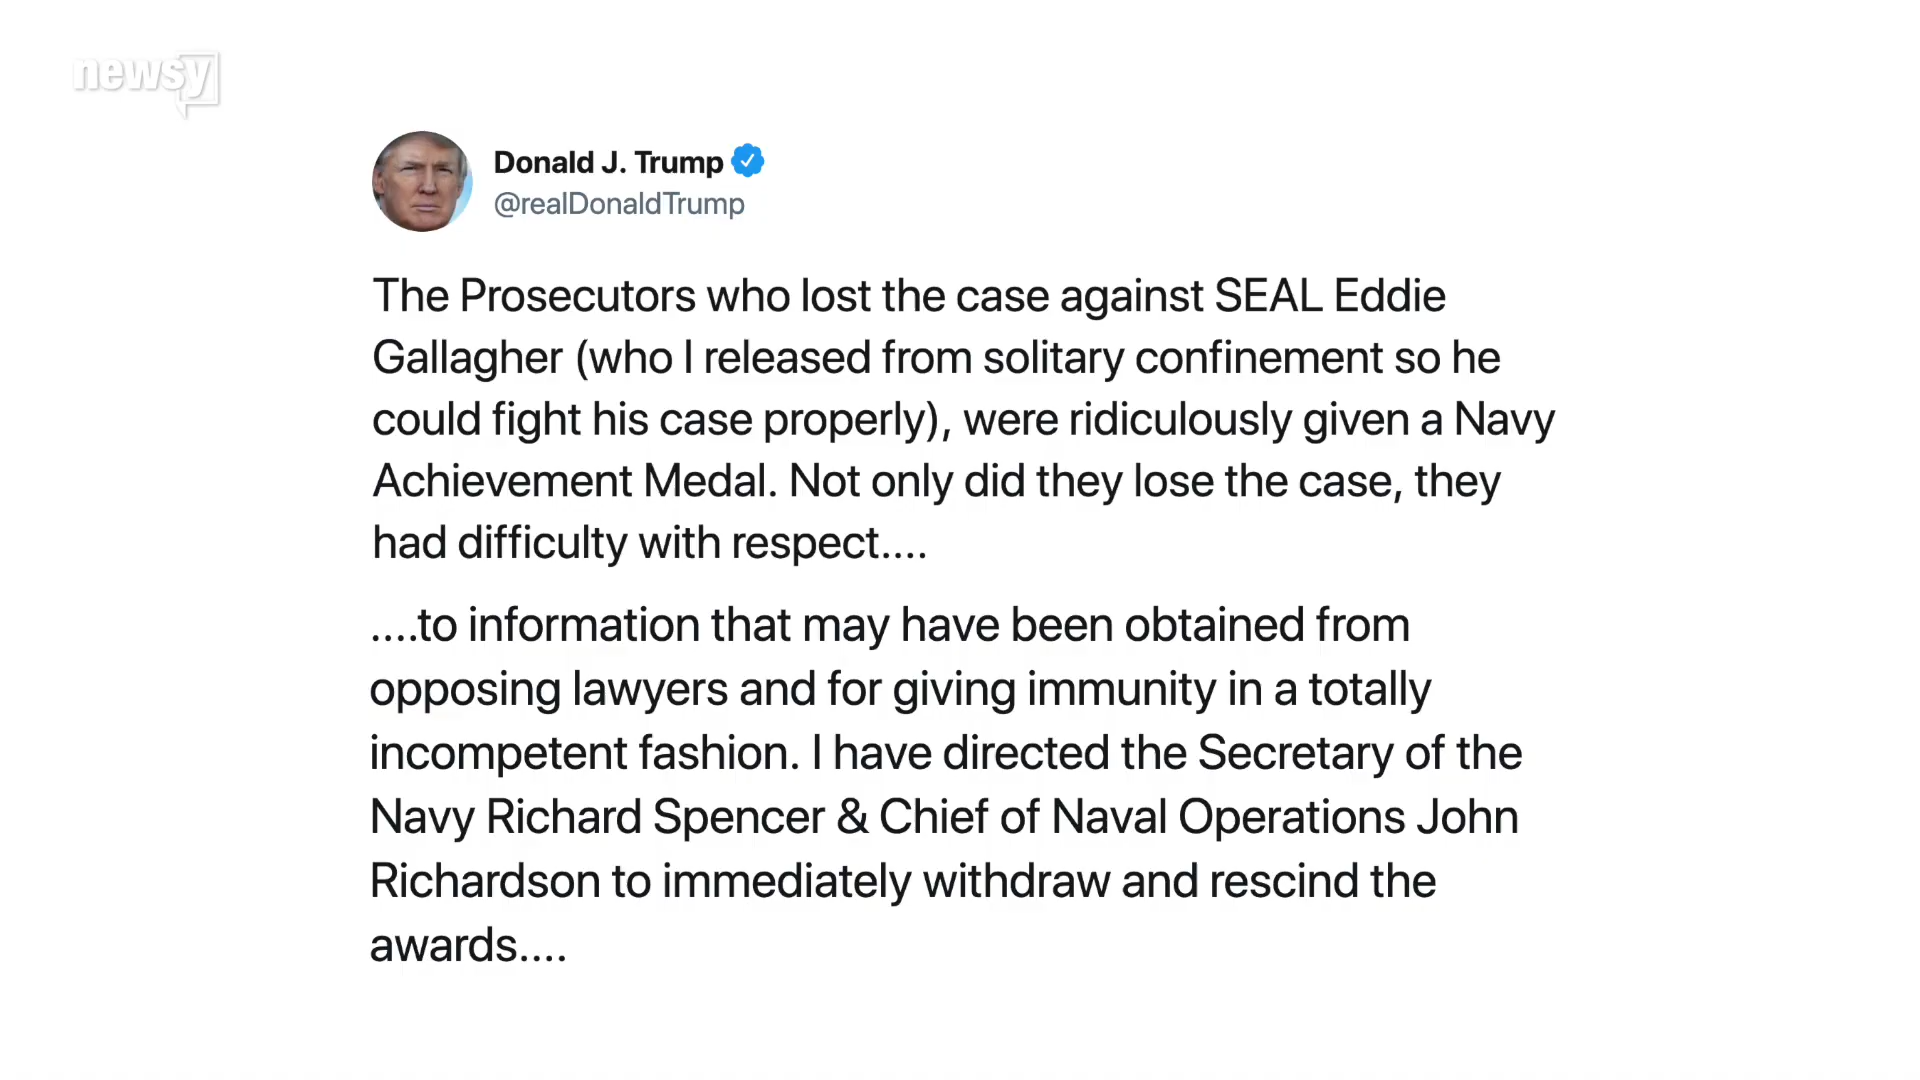 newsy
Donald J. Trump
@realDonaldTrump
The Prosecutors who lost the case against SEAL Eddie
Gallagher (who I released from solitary confinement so he
could fight his case properly), were ridiculously given a Navy
Achievement Medal. Not only did they lose the case, they
had difficulty with respect....
....to information that may have been obtained from
opposing lawyers and for giving immunity in a totally
incompetent fashion. I have directed the Secretary of the
Navy Richard Spencer & Chief of Naval Operations John
Richardson to immediately withdraw and rescind the
awards....